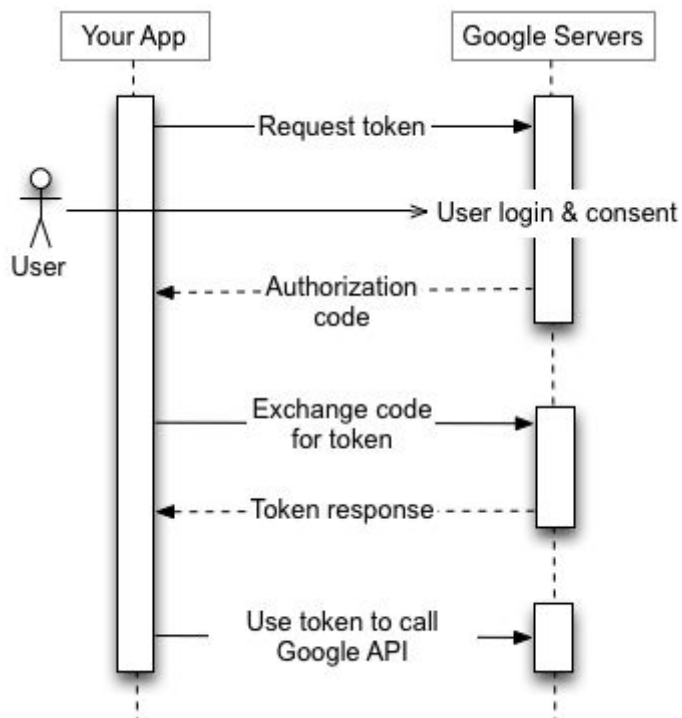 Your App
Google Servers
Request token
User login & consent
User
Authorization
code
Exchange code
for token
Token response
Use token to call
Google API